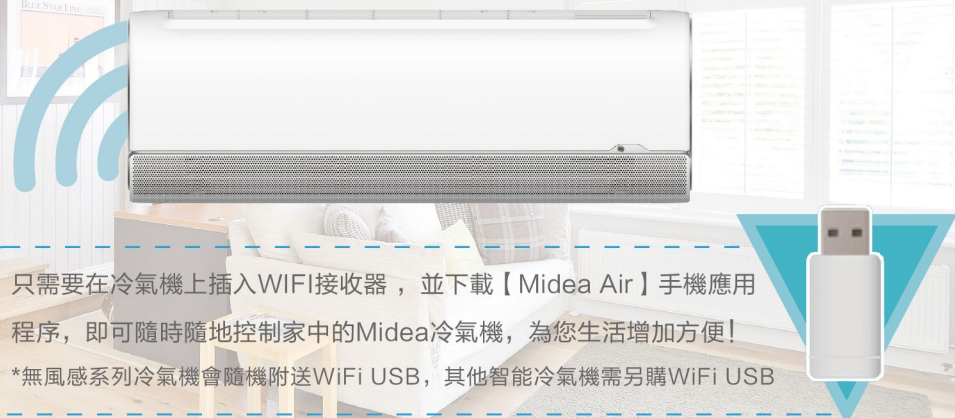 BLUE STAR LINE
只需要在冷氣機上插入WIFI接收器，並下載【Midea Air】手機應用
程序，即可隨時隨地控制家中的Midea冷氣機，為您生活增加方便！
*無風感系列冷氣機會隨機附送WiFi USB，其他智能冷氣機需另購WiFi USB